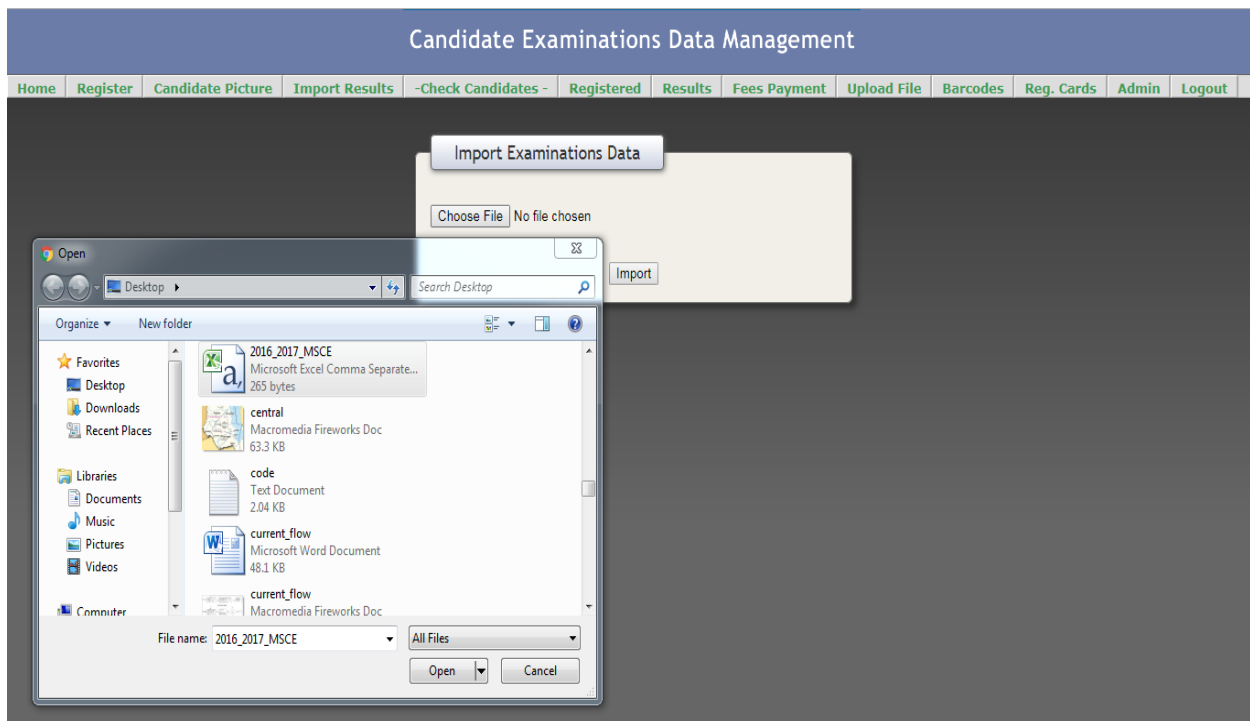 Candidate Examinations Data Management
Home Register Candidate Picture Import Results -Check Candidates - Registered Results Fees Payment Upload File Barcodes Reg. Cards Admin Logout
Import Examinations Data
Choose File No file chosen
Import
Open
Desktop
Search Desktop
Organize New folder
Favorites
Desktop
Downloads
Recent Places
Libraries
Documents
Music
Pictures
Videos
Computer
2016_2017_MSCE
Microsoft Excel Comma Separate...
265 bytes
central
Macromedia Fireworks Doc
63.3 KB
code
Text Document
2.04 KB
current_flow
Microsoft Word Document
48.1 KB
current_flow
Macromedia Fireworks Doc
File name: 2016_2017_MSCE All Files
Open Cancel